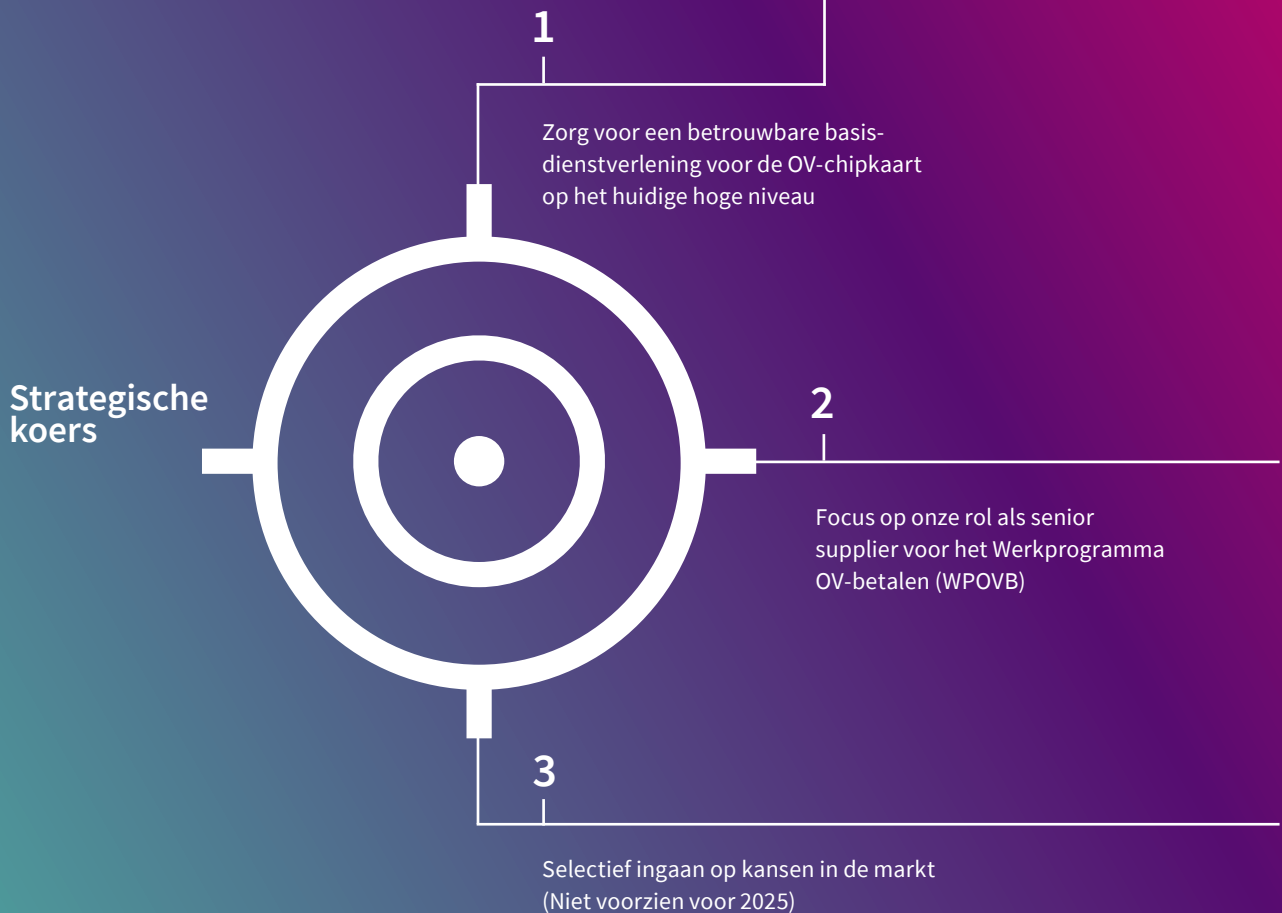 Strategische
koers
1
Zorg voor een betrouwbare basis-
dienstverlening voor de OV-chipkaart
op het huidige hoge niveau
2
Focus op onze rol als senior
supplier voor het Werkprogramma
OV-betalen (WPOVB)
3
Selectief ingaan op kansen in de markt
(Niet voorzien voor 2025)